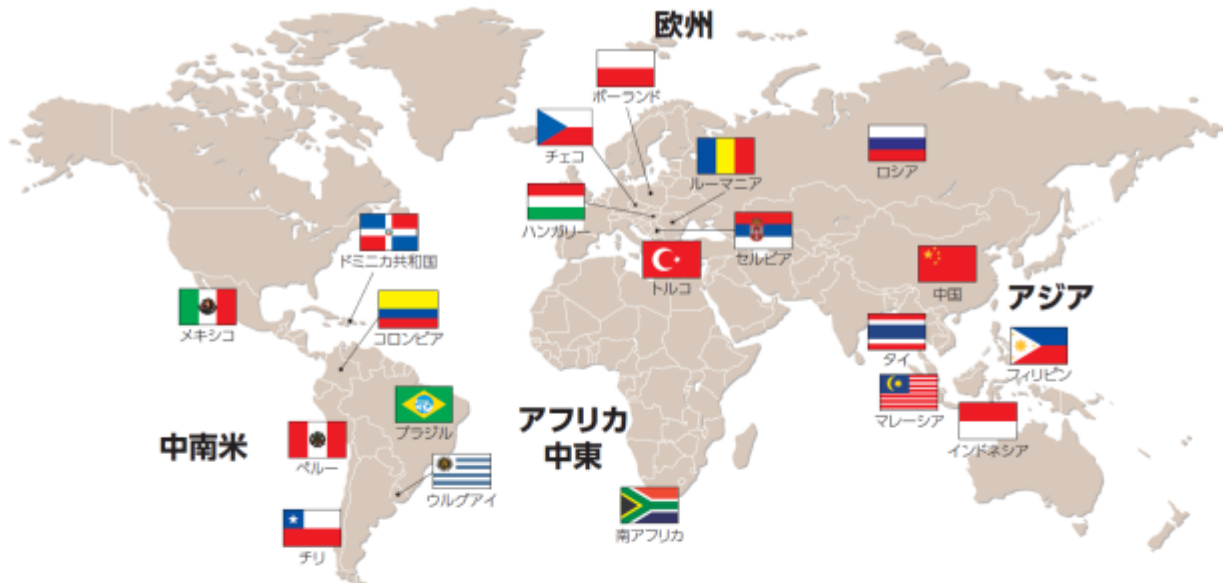 欧州
ポーランド
チェコ
ルーマニア
ロシア
ハンガリー
セルビア
ドミニカ共和国
トルコ
中国
アジア
メキシコ
コロンビア
タイ
フィリピン
マレーシア
ブラジル
アフリカ
中東
中南米
ペルー
インドネシア
ウルグアイ
南アフリカ
チリ